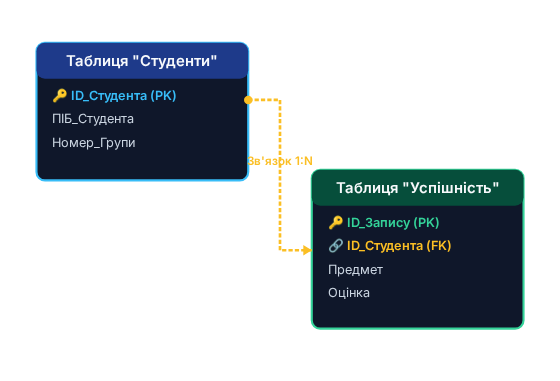 Таблиця "Студенти"
🔑 ID_Студента (PK)
ПІБ_Студента
Номер_Групи
Зв'язок 1:N
Таблиця "Успішність"
🔑 ID_Запису (PK)
🔗 ID_Студента (FK)
Предмет
Оцінка